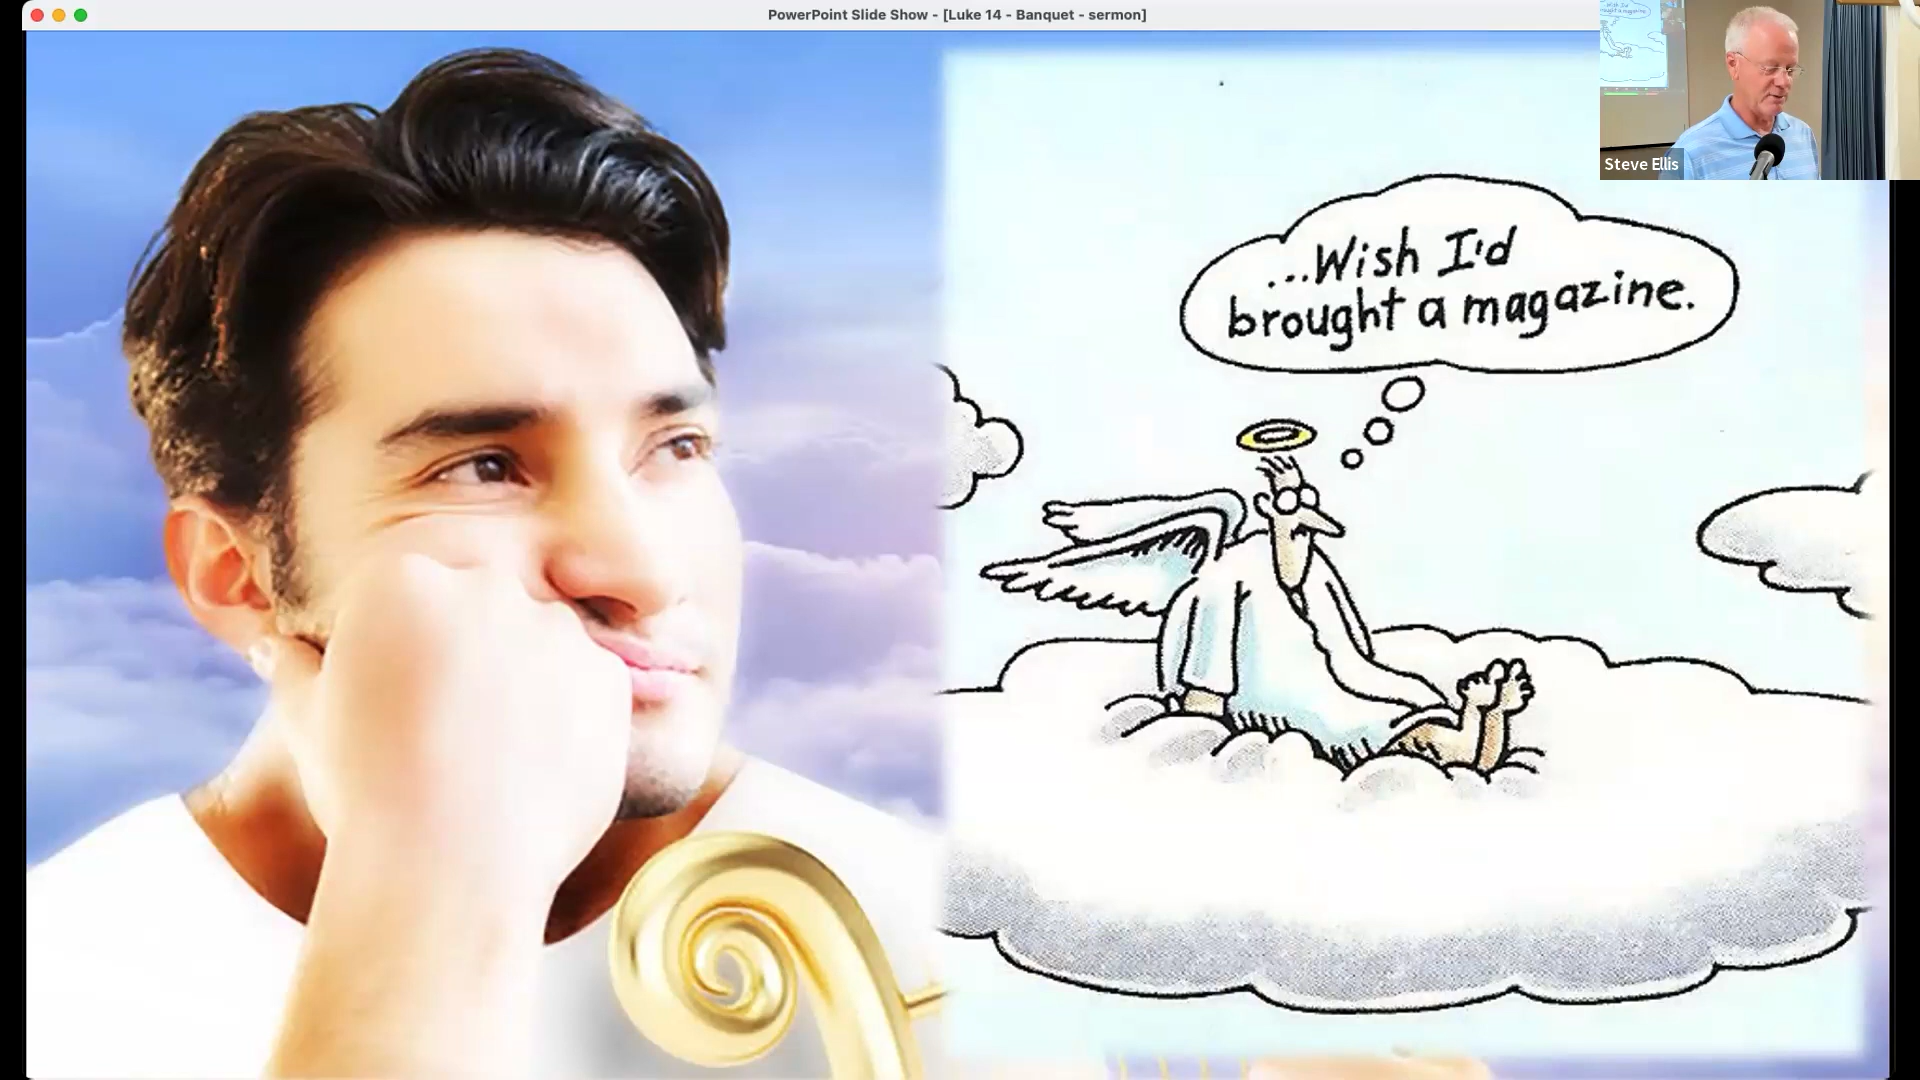 PowerPoint Slide Show - [Luke 14 - Banquet - sermon]
Steve Ellis
...Wish I'd
brought a magazine.